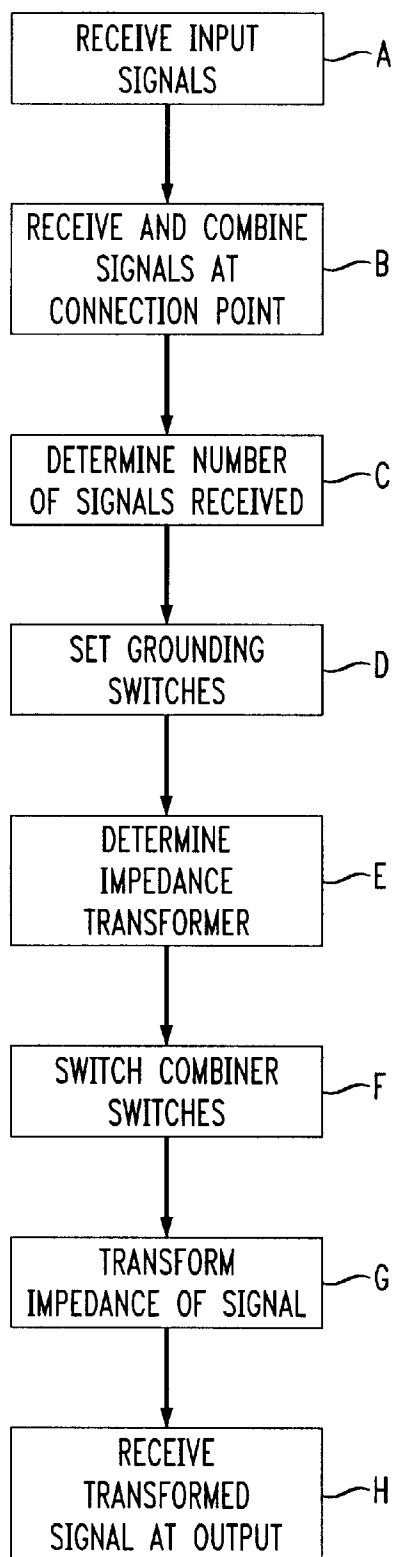 RECEIVE INPUT
SIGNALS
A
RECEIVE AND COMBINE
SIGNALS AT
CONNECTION POINT
B
DETERMINE NUMBER
OF SIGNALS RECEIVED
C
SET GROUNDING
SWITCHES
D
DETERMINE
IMPEDANCE
TRANSFORMER
E
SWITCH COMBINER
SWITCHES
F
TRANSFORM
IMPEDANCE OF SIGNAL
G
RECEIVE
TRANSFORMED
SIGNAL AT OUTPUT
H